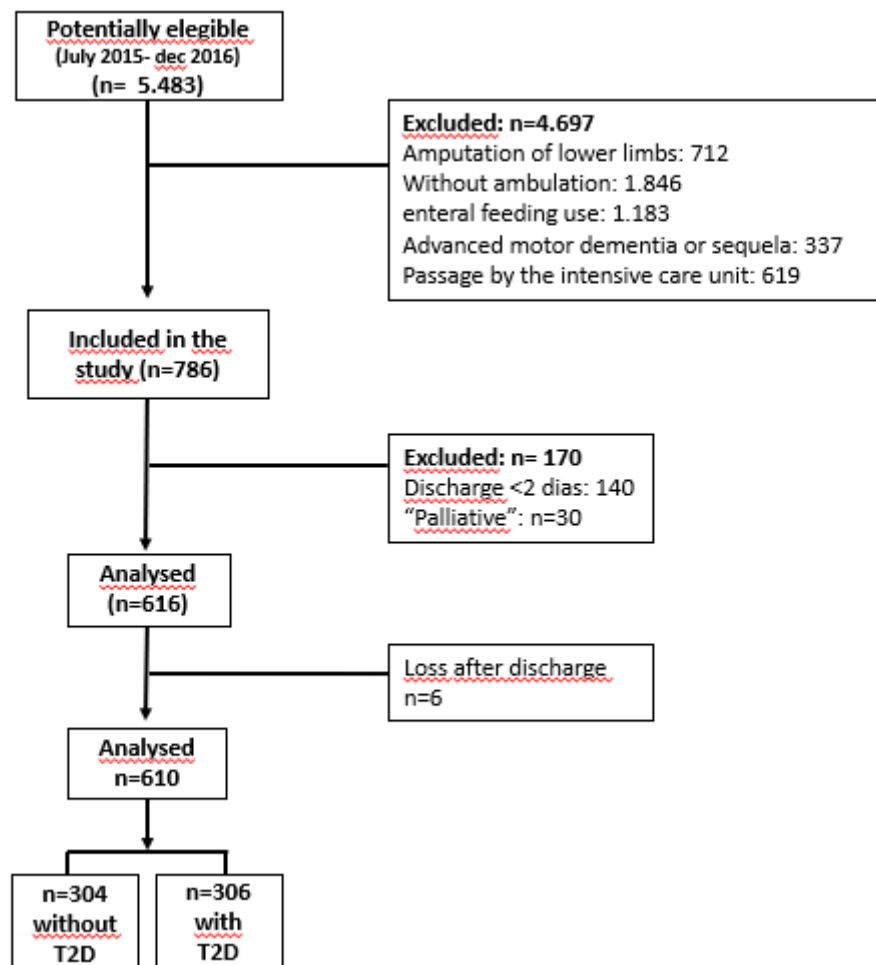 Potentially elegible
(July 2015- dec 2016)
(n=  5.483)
Excluded: n=4.697
Amputation of lower limbs: 712
Without ambulation: 1.846
enteral feeding use: 1.183
Advanced motor dementia or sequela: 337
Passage by the intensive care unit: 619
Included in the
study (n=786)
Excluded: n= 170
Discharge <2 dias: 140
“Palliative”: n=30
Analysed
(n=616)
Loss after discharge
n=6
Analysed
n=610
n=304
without
T2D
n=306
with
T2D